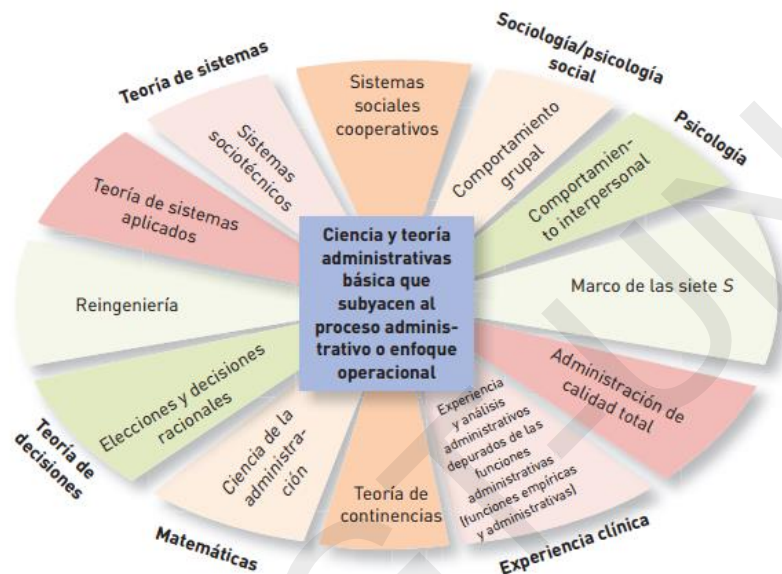 Teoría de sistemas
Sociología/psicología
social
Psicología
Sistemas
sociales
cooperativos
Comportamiento
grupal
Comportamien-
to interpersonal
Marco de las siete S
Administración de
calidad total
Experiencia
y análisis
administrativos
depurados de las
funciones
administrativas
(funciones empíricas
y administrativas)
Experiencia clínica
Teoría de
continencias
Ciencia de la
administra-
ción
Matemáticas
Elecciones y decisiones
racionales
Teoría de
decisiones
Reingeniería
Teoría de sistemas
aplicados
Sistemas
sociotécnicos
Ciencia y teoría
administrativas
básica que
subyacen al
proceso adminis-
trativo o enfoque
operacional